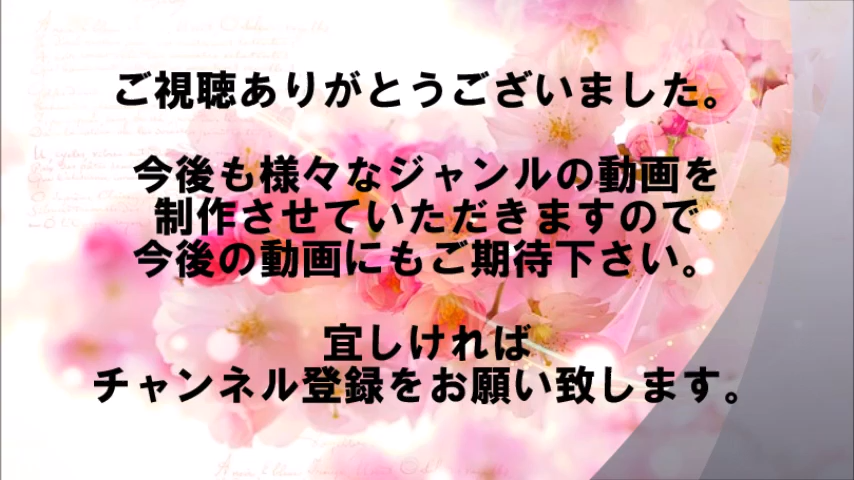 ご視聴ありがとうございました。
今後も様々なジャンルの動画を
制作させていただきますので
今後の動画にもご期待下さい。
宜しければ
チャンネル登録をお願い致します。